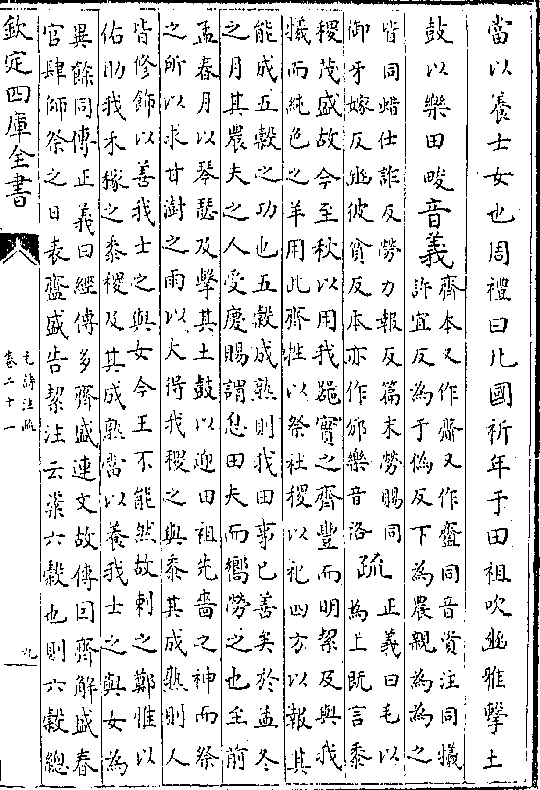 當以養士女也周禮曰凡國祈年于田祖吹豳雅擊土
鼓以樂田畯音義齊本又作齍又作齏同音資注同犧
許宜反為于偽反下為農親為為之
皆同蜡仕詐反勞力報反篇末勞賜同
御牙嫁反豳彼貧反本亦作邠樂音洛疏正義曰毛以
為上既言黍
稷茂盛故今至秋以用我器實之齊豐而明絜及與我
犧而純色之羊用此齊牲以祭社稷以祀四方以報其
能成五穀之功也五穀成熟則我田事已善矣於孟冬
之月其農夫之人受慶賜謂息田夫而饗勞之也至前
孟春月以琴瑟及擊其土鼓以迎田祖先嗇之神而祭
之所以求甘澍之雨以大得我稷之與黍其成熟則人
皆修飾以善我士之與女今王不能然故刺之鄭惟以
佑助我禾稼之黍稷及其成熟當以養我士之與女為
異餘同傳正義曰經傳多齊盛連文故傳因齊解盛春
官肆師祭之日表齍盛告絜注云粢六穀也則六穀總
欽定四庫全書
毛詩注疏
卷二十一
九